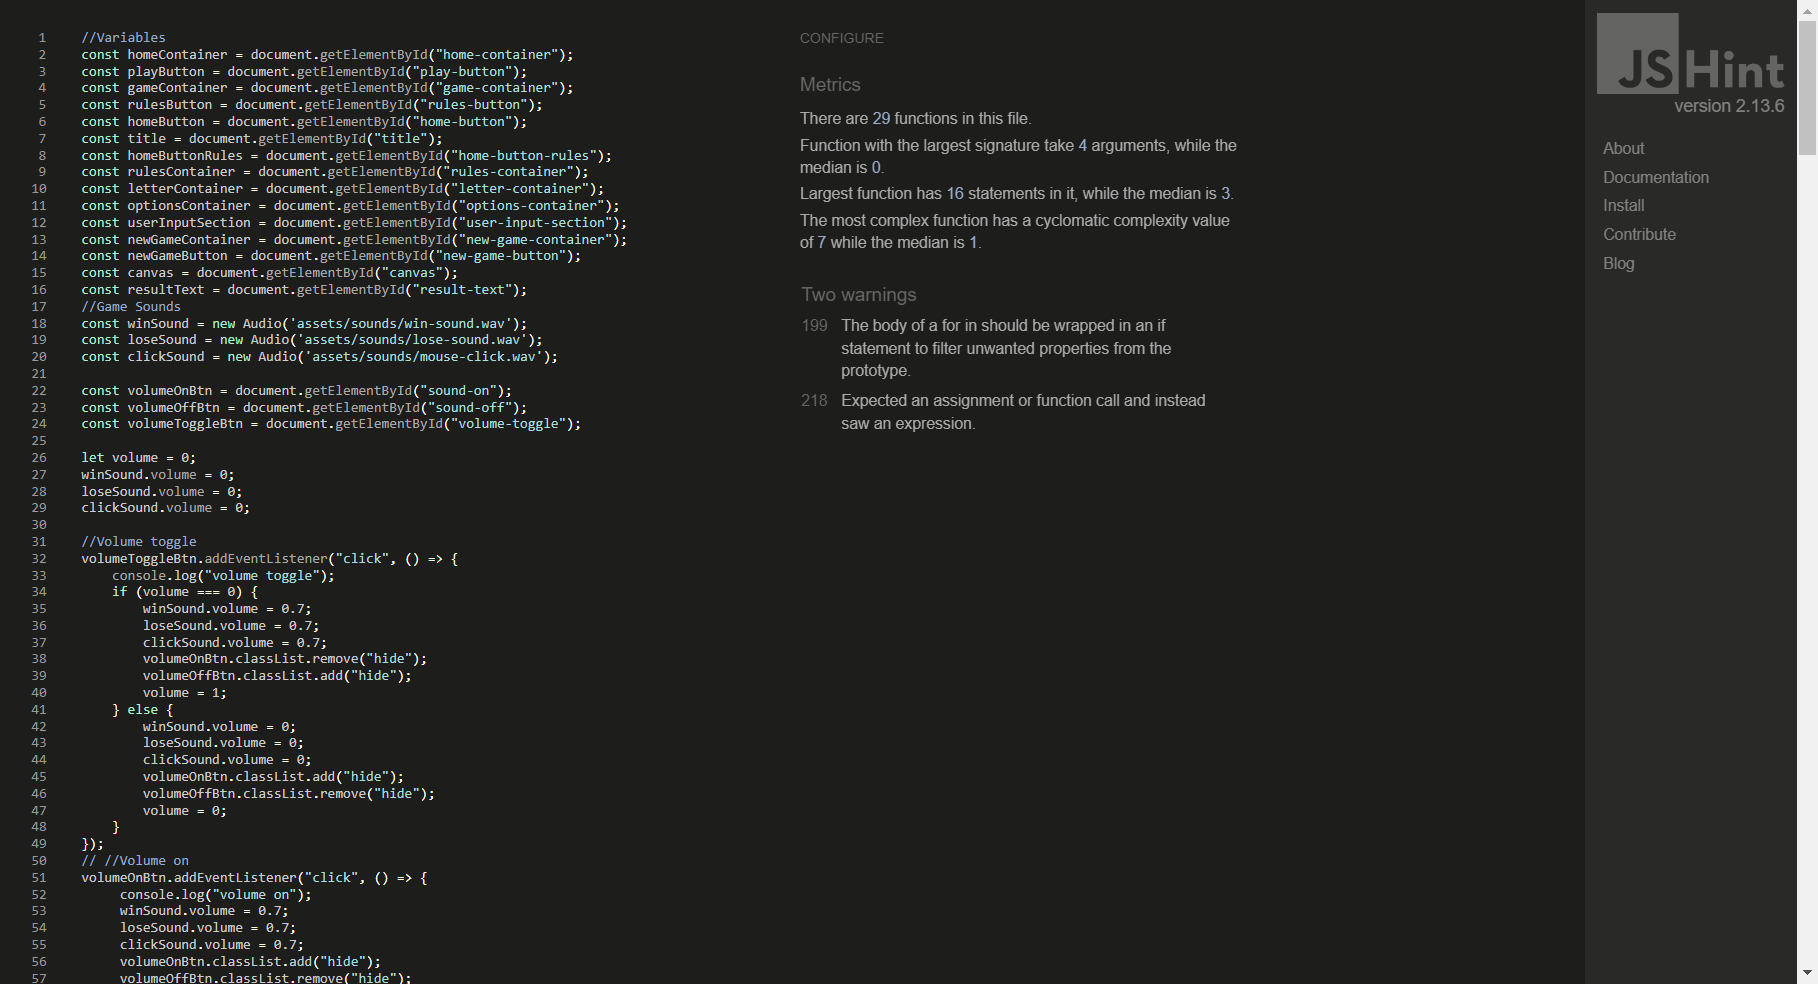 1 //Variables
2 const homeContainer = document.getElementById("home-container");
3 const playButton = document.getElementById("play-button");
4 const gameContainer = document.getElementById("game-container");
5 const rulesButton = document.getElementById("rules-button");
6 const homeButton = document.getElementById("home-button");
7 const title = document.getElementById("title");
8 const homeButtonRules = document.getElementById("home-button-rules");
9 const rulesContainer = document.getElementById("rules-container");
10 const letterContainer = document.getElementById("letter-container");
11 const optionsContainer = document.getElementById("options-container");
12 const userInputSection = document.getElementById("user-input-section");
13 const newGameContainer = document.getElementById("new-game-container");
14 const newGameButton = document.getElementById("new-game-button");
15 const canvas = document.getElementById("canvas");
16 const resultText = document.getElementById("result-text");
17 //Game Sounds
18 const winSound = new Audio('assets/sounds/win-sound.wav');
19 const loseSound = new Audio('assets/sounds/lose-sound.wav');
20 const clickSound = new Audio('assets/sounds/mouse-click.wav');
21
22 const volumeOnBtn = document.getElementById("sound-on");
23 const volumeOffBtn = document.getElementById("sound-off");
24 const volumeToggleBtn = document.getElementById("volume-toggle");
25
26 let volume = 0;
27 winSound.volume = 0;
28 loseSound.volume = 0;
29 clickSound.volume = 0;
30
31 //Volume toggle
32 volumeToggleBtn.addEventListener("click", () => {
33 console.log("volume toggle");
34 if (volume === 0) {
35 winSound.volume = 0.7;
36 loseSound.volume = 0.7;
37 clickSound.volume = 0.7;
38 volumeOnBtn.classList.remove("hide");
39 volumeOffBtn.classList.add("hide");
40 volume = 1;
41 } else {
42 winSound.volume = 0;
43 loseSound.volume = 0;
44 clickSound.volume = 0;
45 volumeOnBtn.classList.add("hide");
46 volumeOffBtn.classList.remove("hide");
47 volume = 0;
48 }
49 });
50 // //Volume on
51 volumeOnBtn.addEventListener("click", () => {
52 console.log("volume on");
53 winSound.volume = 0.7;
54 loseSound.volume = 0.7;
55 clickSound.volume = 0.7;
56 volumeOnBtn.classList.add("hide");
57 volumeOffBtn.classList.remove("hide");
CONFIGURE
Metrics
There are 29 functions in this file.
Function with the largest signature take 4 arguments, while the
median is 0.
Largest function has 16 statements in it, while the median is 3.
The most complex function has a cyclomatic complexity value
of 7 while the median is 1.
Two warnings
199 The body of a for in should be wrapped in an if
statement to filter unwanted properties from the
prototype.
218 Expected an assignment or function call and instead
saw an expression.
JSHint
version 2.13.6
About
Documentation
Install
Contribute
Blog